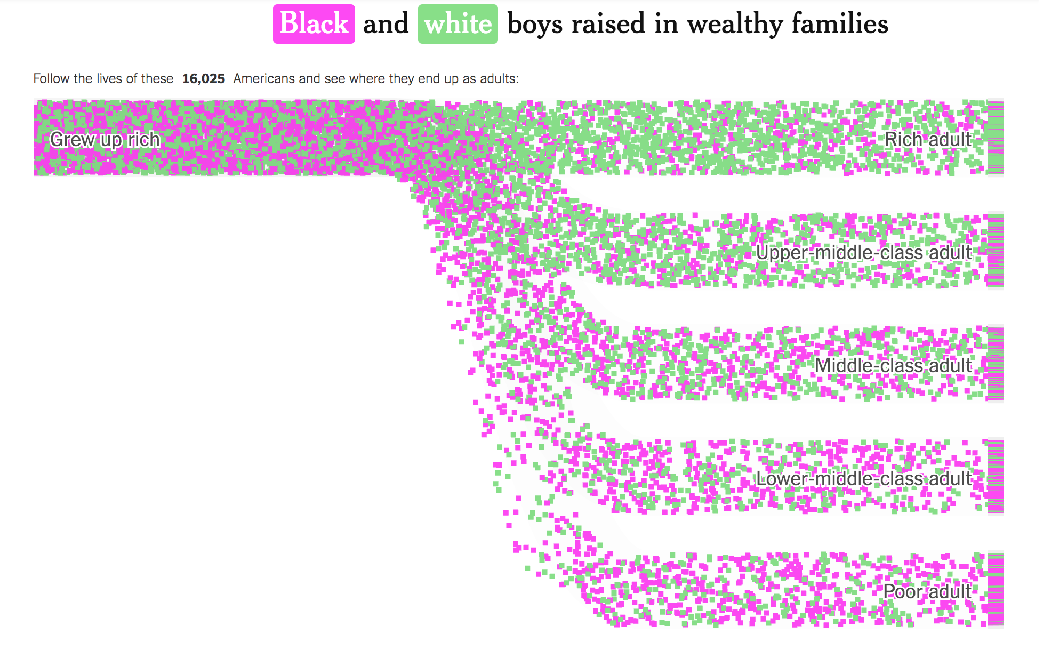 Black and white boys raised in wealthy families
Follow the lives of these 16,025 Americans and see where they end up as adults:
Grew up rich
Rich adult
Upper-middle-class adult
Middle-class adult
Lower-middle-class adult
Poor adult